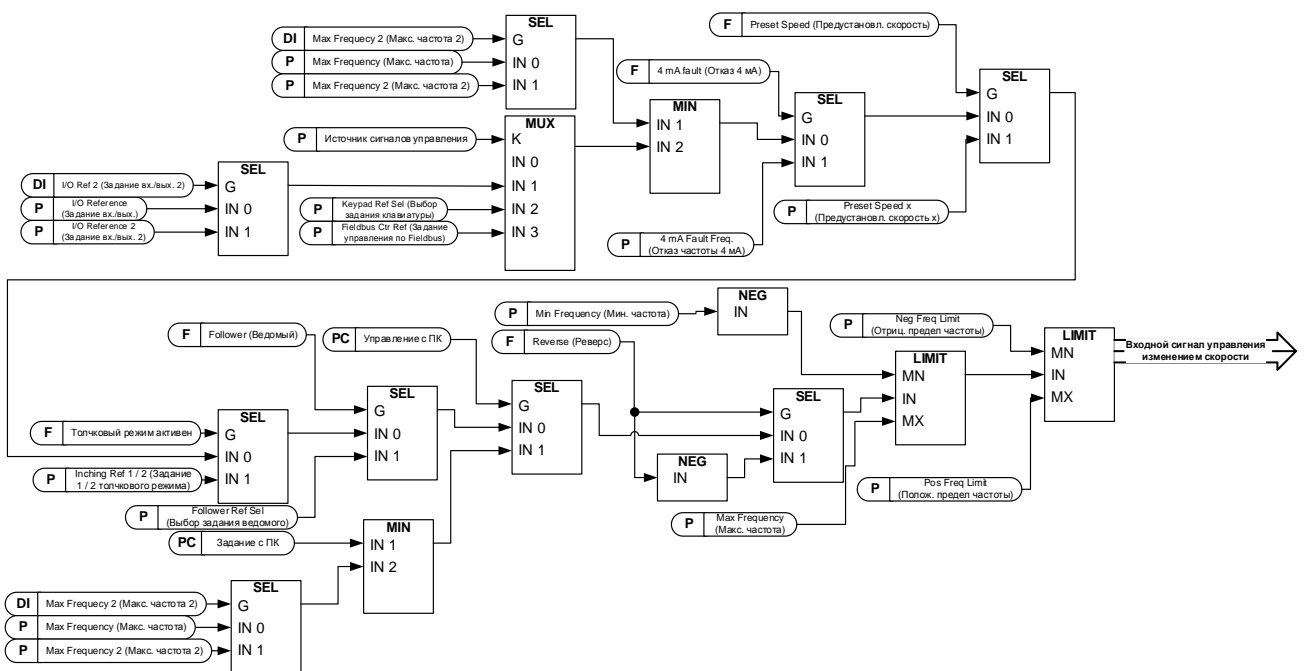 SEL
DI Max Frequecy 2 (Макс. частота 2)
G
P Max Frequency (Макс. частота)
IN 0
P Max Frequency 2 (Макс. частота 2)
IN 1
F Preset Speed (Предустановл. скорость)
F 4 mA fault (Отказ 4 мА)
SEL
G
IN 0
IN 1
MUX
P Источник сигналов управления
K
IN 0
IN 1
IN 2
IN 3
MIN
IN 1
IN 2
SEL
G
IN 0
IN 1
SEL
DI I/O Ref 2 (Задание вх./вых. 2)
G
P I/O Reference
(Задание вх./вых.)
IN 0
P I/O Reference 2
(Задание вх./вых. 2)
IN 1
P Keypad Ref Sel (Выбор
задания клавиатуры)
P Fieldbus Ctr Ref (Задание
управления по Fieldbus)
P Preset Speed x
(Предустановл. скорость x)
P 4 mA Fault Freq.
(Отказ частоты 4 мА)
F Follower (Ведомый)
PC Управление с ПК
P Min Frequency (Мин. частота)
F Reverse (Реверс)
NEG
IN
P Neg Freq Limit
(Отриц. предел частоты)
LIMIT
MN
IN
MX
Входной сигнал управления
изменением скорости
LIMIT
MN
IN
MX
SEL
G
IN 0
IN 1
SEL
G
IN 0
IN 1
SEL
G
IN 0
IN 1
SEL
F Толчковый режим активен
G
IN 0
P Inching Ref 1 / 2 (Задание
1 / 2 толчкового режима)
IN 1
NEG
IN
P Pos Freq Limit
(Полож. предел частоты)
P Follower Ref Sel
(Выбор задания ведомого)
P Max Frequency
(Макс. частота)
MIN
PC Задание с ПК
IN 1
IN 2
SEL
DI Max Frequecy 2 (Макс. частота 2)
G
P Max Frequency (Макс. частота)
IN 0
P Max Frequency 2 (Макс. частота 2)
IN 1